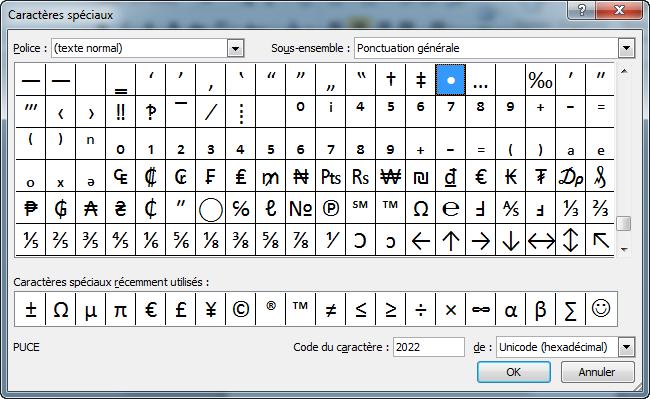 Caractères spéciaux
Police : (texte normal) Sous-ensemble : Ponctuation générale
— ― ‗ ‘ ’ ‚ ‛ “ ” „ ‟ † ‡ • … ‰ ′ ″
‴ ‹ › ‼ ‽ ‾ ⁄ ⁞ ⁰ ⁱ ⁴ ⁵ ⁶ ⁷ ⁸ ⁹ ⁺ ⁻ ⁼
⁽ ⁾ ⁿ ₀ ₁ ₂ ₃ ₄ ₅ ₆ ₇ ₈ ₉ ₊ ₋ ₌ ₍ ₎ ₐ ₑ
ₒ ₓ ₔ ₠ ₡ ₢ ₣ ₤ ₥ ₦ ₧ ₨ ₩ ₪ ₫ € ₭ ₮ ₯ ₰
₱ ₲ ₳ ₴ ₵ 〃 ◯ ℅ ℓ № ℗ ℠ ™ Ω ℮ Ⅎ ⅍ ⅎ ⅓ ⅔
⅕ ⅖ ⅗ ⅘ ⅙ ⅚ ⅛ ⅜ ⅝ ⅞ ⅟ Ↄ ↄ ← ↑ → ↓ ↔ ↕ ↖
Caractères spéciaux récemment utilisés :
± Ω µ π € £ ¥ © ® ™ ≠ ≤ ≥ ÷ × ∞ α β ∑ ☺
PUCE Code du caractère : 2022 de : Unicode (hexadécimal)
OK Annuler